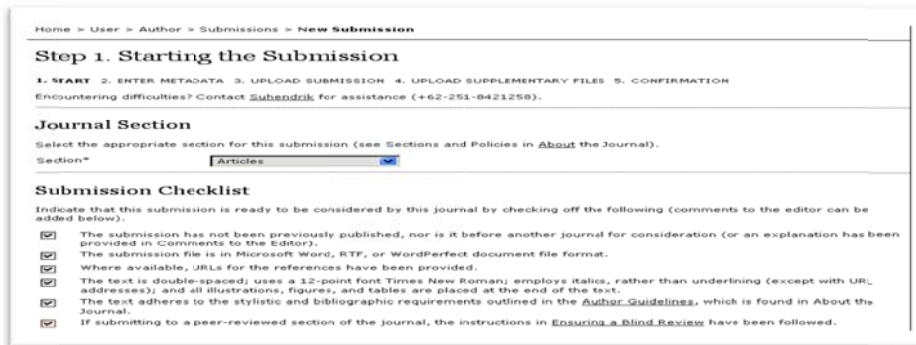 Home > User > Author > Submissions > New Submission
Step 1. Starting the Submission
1. START 2. ENTER METADATA 3. UPLOAD SUBMISSION 4. UPLOAD SUPPLEMENTARY FILES 5. CONFIRMATION
Encountering difficulties? Contact Suhendrik for assistance (+62-251-8421258).
Journal Section
Select the appropriate section for this submission (see Sections and Policies in About the Journal).
Section* Articles
Submission Checklist
Indicate that this submission is ready to be considered by this journal by checking off the following (comments to the editor can be
added below).
The submission has not been previously published, nor is it before another journal for consideration (or an explanation has been
provided in Comments to the Editor).
The submission file is in Microsoft Word, RTF, or WordPerfect document file format.
Where available, URLs for the references have been provided.
The text is double-spaced; uses a 12-point font Times New Roman; employs italics, rather than underlining (except with URL
addresses); and all illustrations, figures, and tables are placed at the end of the text.
The text adheres to the stylistic and bibliographic requirements outlined in the Author Guidelines, which is found in About the
Journal.
If submitting to a peer-reviewed section of the journal, the instructions in Ensuring a Blind Review have been followed.